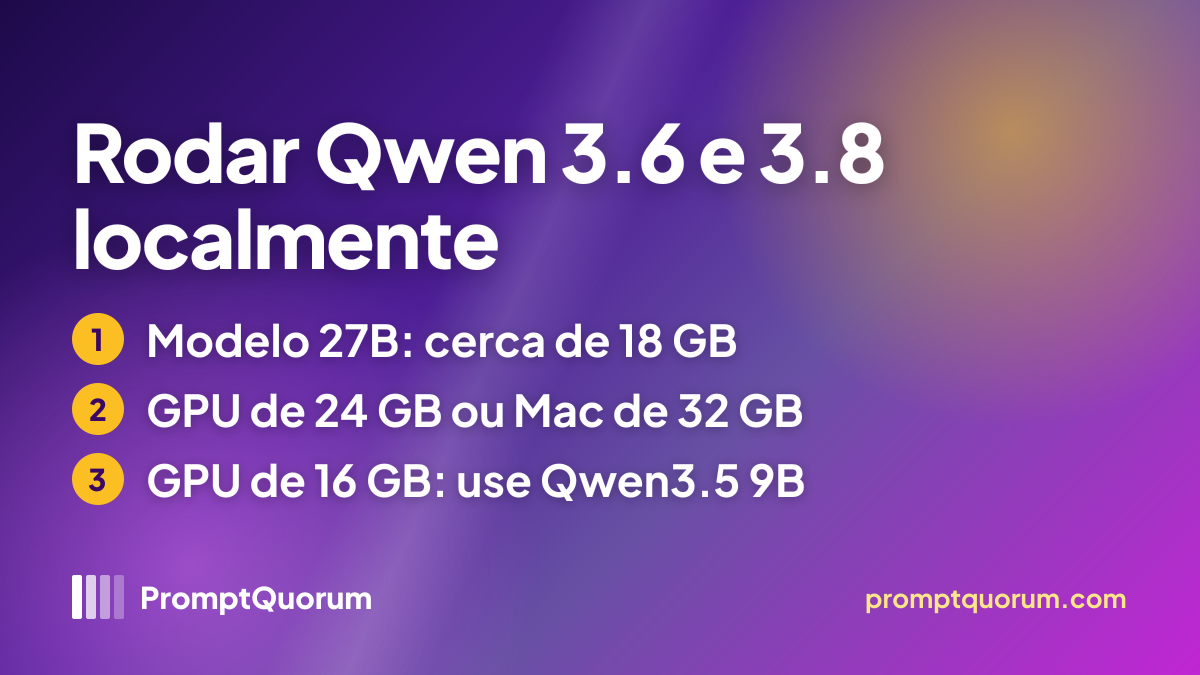 Rodar Qwen 3.6 e 3.8
localmente
1 Modelo 27B: cerca de 18 GB
2 GPU de 24 GB ou Mac de 32 GB
3 GPU de 16 GB: use Qwen3.5 9B
PromptQuorum
promptquorum.com